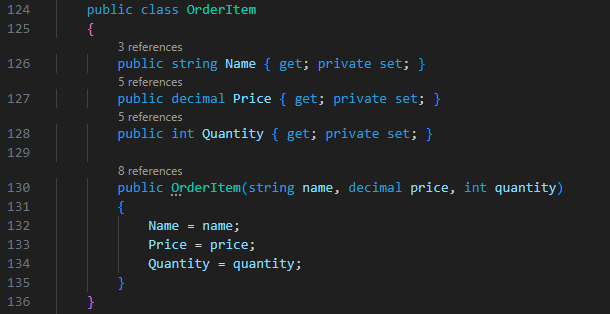 124 public class OrderItem
125 {
3 references
126 public string Name { get; private set; }
5 references
127 public decimal Price { get; private set; }
5 references
128 public int Quantity { get; private set; }
129
8 references
130 public OrderItem(string name, decimal price, int quantity)
131 {
132 Name = name;
133 Price = price;
134 Quantity = quantity;
135 }
136 }